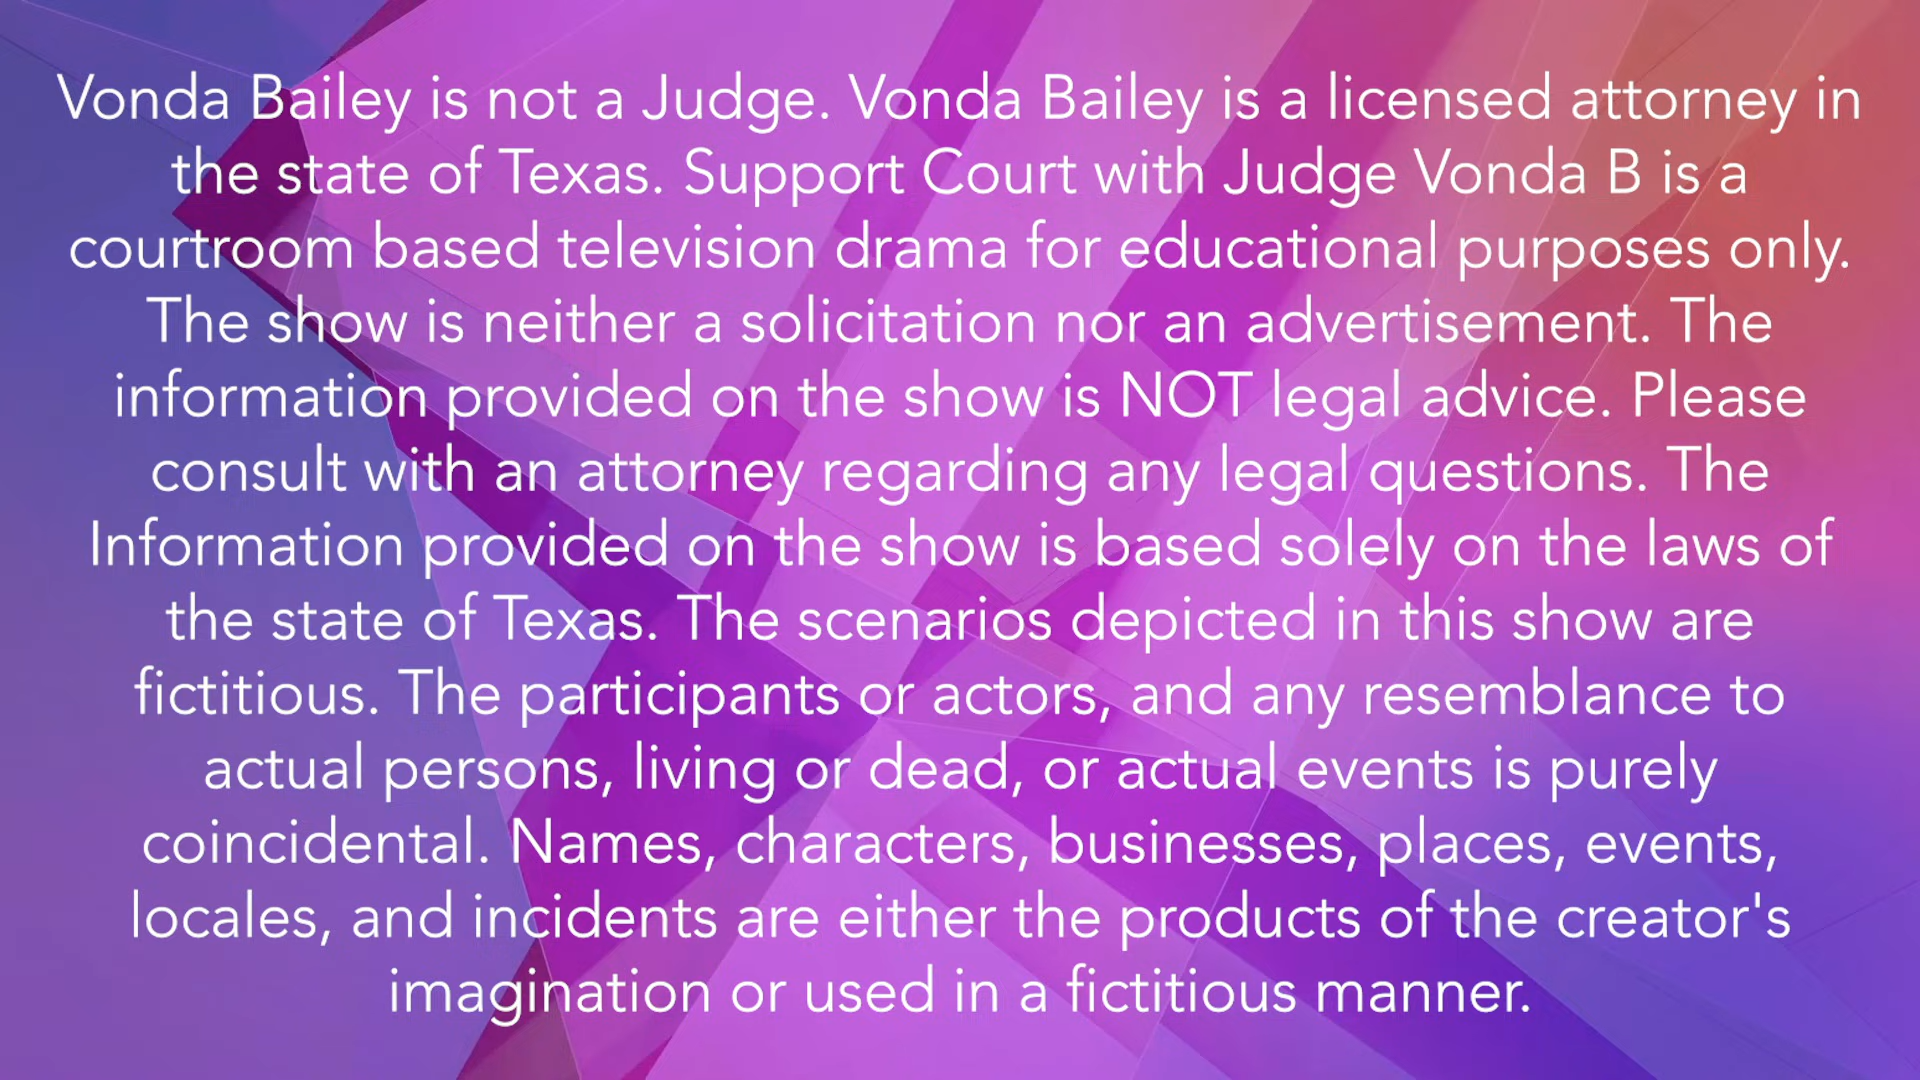 Vonda Bailey is not a Judge. Vonda Bailey is a licensed attorney in
the state of Texas. Support Court with Judge Vonda B is a
courtroom based television drama for educational purposes only.
The show is neither a solicitation nor an advertisement. The
information provided on the show is NOT legal advice. Please
consult with an attorney regarding any legal questions. The
Information provided on the show is based solely on the laws of
the state of Texas. The scenarios depicted in this show are
fictitious. The participants or actors, and any resemblance to
actual persons, living or dead, or actual events is purely
coincidental. Names, characters, businesses, places, events,
locales, and incidents are either the products of the creator's
imagination or used in a fictitious manner.